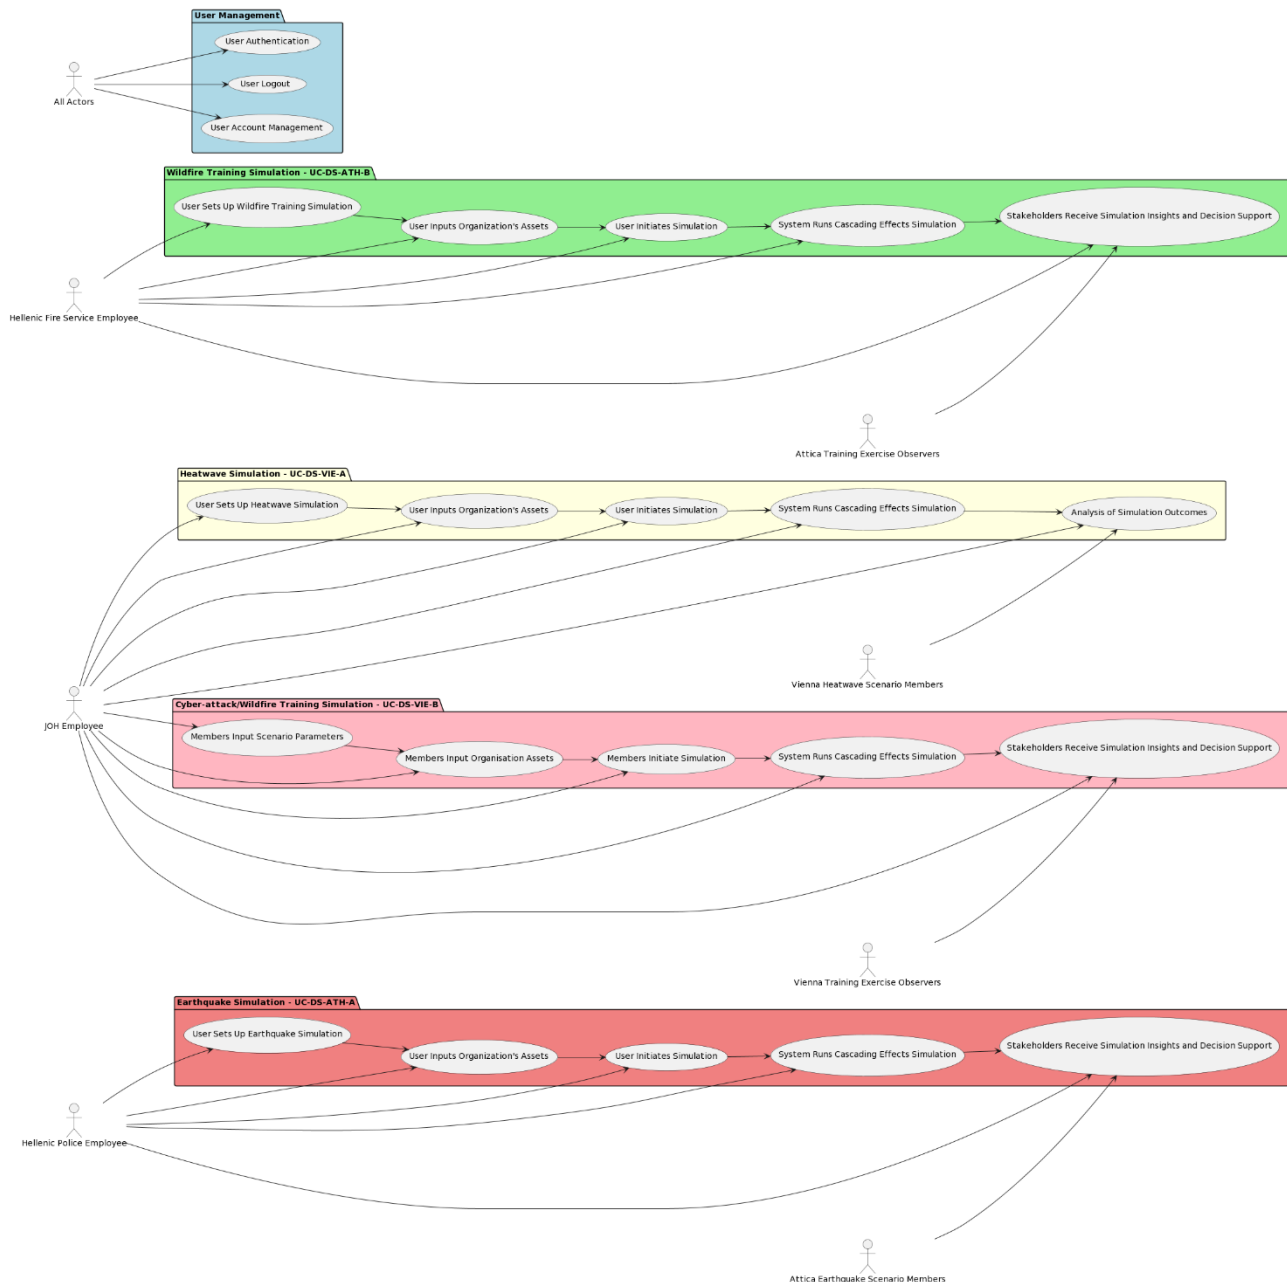 User Management
User Authentication
User Logout
User Account Management
All Actors
Wildfire Training Simulation - UC-DS-ATH-B
User Sets Up Wildfire Training Simulation
User Inputs Organization's Assets
User Initiates Simulation
System Runs Cascading Effects Simulation
Stakeholders Receive Simulation Insights and Decision Support
Hellenic Fire Service Employee
Attica Training Exercise Observers
Heatwave Simulation - UC-DS-VIE-A
User Sets Up Heatwave Simulation
User Inputs Organization's Assets
User Initiates Simulation
System Runs Cascading Effects Simulation
Analysis of Simulation Outcomes
Vienna Heatwave Scenario Members
JOH Employee
Cyber-attack/Wildfire Training Simulation - UC-DS-VIE-B
Members Input Scenario Parameters
Members Input Organisation Assets
Members Initiate Simulation
System Runs Cascading Effects Simulation
Stakeholders Receive Simulation Insights and Decision Support
Vienna Training Exercise Observers
Earthquake Simulation - UC-DS-ATH-A
User Sets Up Earthquake Simulation
User Inputs Organization's Assets
User Initiates Simulation
System Runs Cascading Effects Simulation
Stakeholders Receive Simulation Insights and Decision Support
Hellenic Police Employee
Attica Earthquake Scenario Members